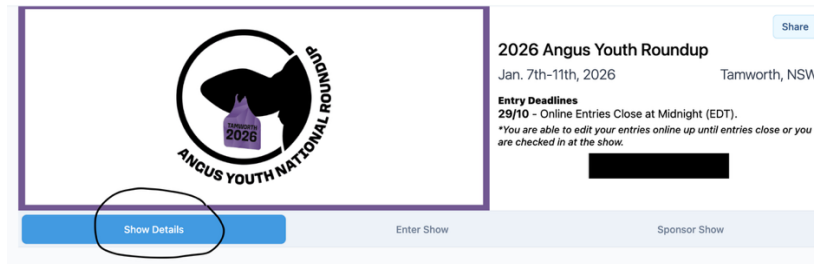 Share
ANGUS YOUTH NATIONAL ROUNDUP
TAMWORTH
2026
2026 Angus Youth Roundup
Jan. 7th-11th, 2026 Tamworth, NSW
Entry Deadlines
29/10 - Online Entries Close at Midnight (EDT).
*You are able to edit your entries online up until entries close or you
are checked in at the show.
Show Details Enter Show Sponsor Show